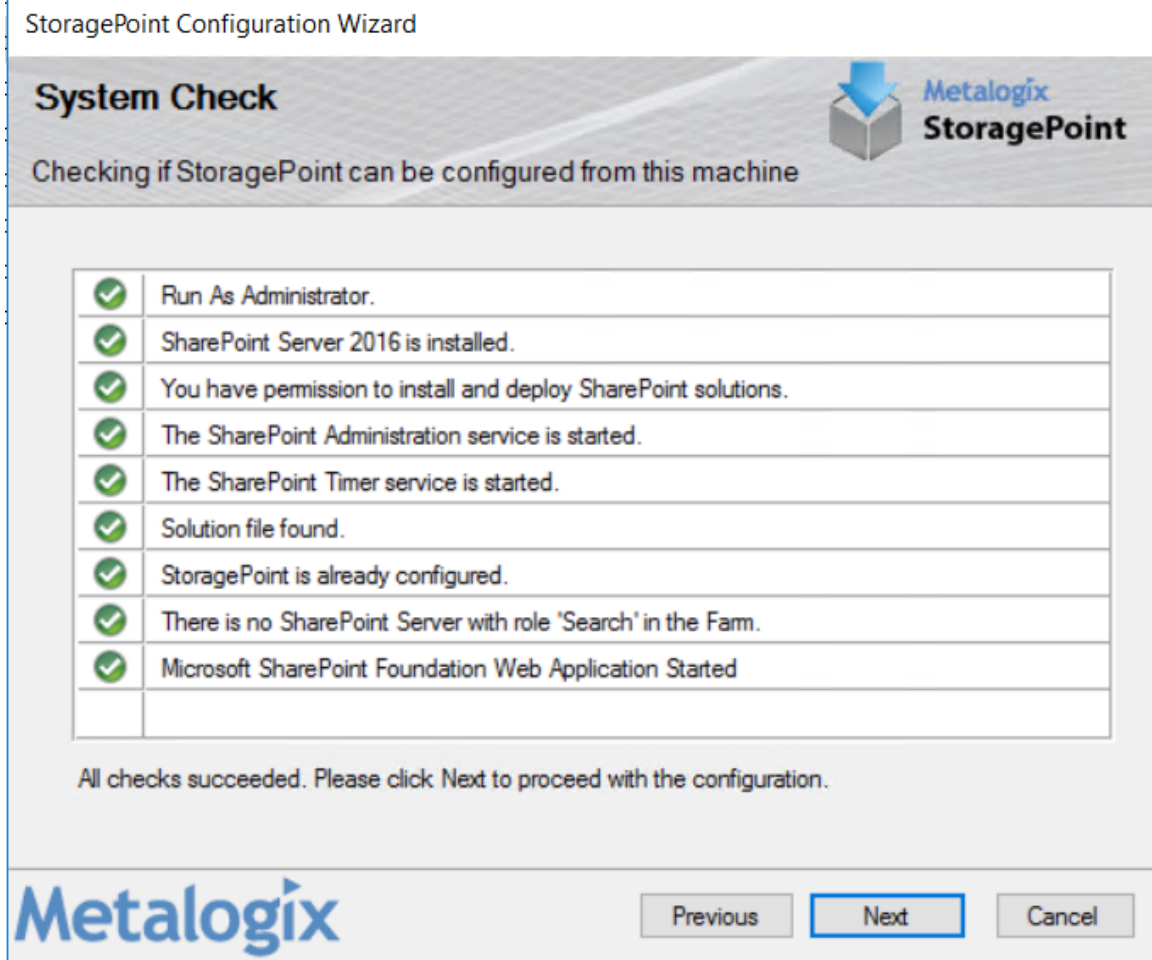 StoragePoint Configuration Wizard
System Check
Metalogix
StoragePoint
Checking if StoragePoint can be configured from this machine
Run As Administrator.
SharePoint Server 2016 is installed.
You have permission to install and deploy SharePoint solutions.
The SharePoint Administration service is started.
The SharePoint Timer service is started.
Solution file found.
StoragePoint is already configured.
There is no SharePoint Server with role 'Search' in the Farm.
Microsoft SharePoint Foundation Web Application Started
All checks succeeded. Please click Next to proceed with the configuration.
Metalogix
Previous
Next
Cancel